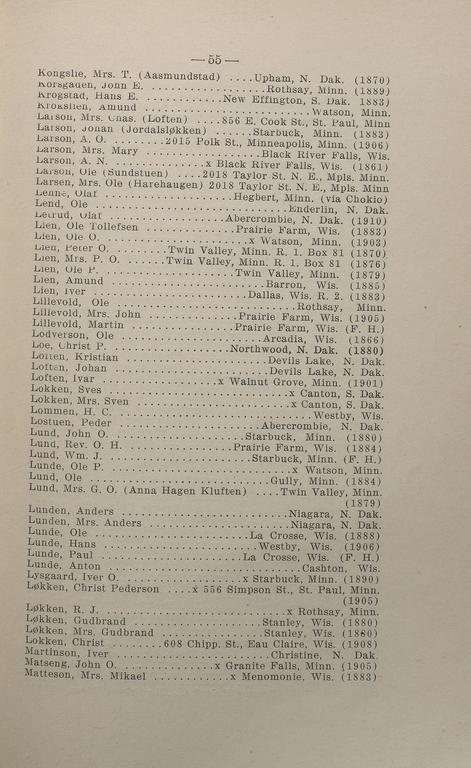 — 55 —
Kongslie, Mrs. T. (Aasmundstad) ....Upham, N. Dak. (1870)
Korsgaden, John E. ..................Rothsay, Minn. (1889)
Krogstad, Hans E. ...........New Effington, S. Dak. 1883)
Kroksnen, Amund ........................Watson, Minn.
Larson, Mrs. Chas. (Loften) ....856 E. Cook St., St. Paul, Minn
Larson, Johan (Jordalsløkken) ......Starbuck, Minn. (1883)
Larson, A. O. .........2015 Polk St., Minneapolis, Minn. (1906)
Larson, Mrs. Mary ...................Black River Falls, Wis.
Larson, A. N. ...............x Black River Falls, Wis. (1861)
Larson, Ole (Sundstuen) ....2018 Taylor St. N. E., Mpls. Minn
Larsen, Mrs. Ole (Harehaugen) 2018 Taylor St. N. E., Mpls. Minn
Leane, Olaf ....................Hegbert, Minn. (via Chokio)
Lend, Ole ............................Enderlin, N. Dak.
Leirud, Olaf ..................Abercrombie, N. Dak. (1910)
Lien, Ole Tollefsen ...............Prairie Farm, Wis. (1883)
Lien, Ole O. .....................x Watson, Minn. (1903)
Lien, Peter O. ..........Twin Valley, Minn. R. 1. Box 81 (1870)
Lien, Mrs. P. O. .......Twin Valley, Minn. R. 1. Box 81 (1876)
Lien, Ole P. ....................Twin Valley, Minn. (1879)
Lien, Amund .......................Barron, Wis. (1885)
Lien, Iver .......................Dallas, Wis. R. 2. (1883)
Lillevold, Ole ..........................Rothsay, Minn.
Lillevold, Mrs. John ..............Prairie Farm, Wis. (1905)
Lillevold, Martin ...............Prairie Farm, Wis. (F. H.)
Lodverson, Ole .....................Arcadia, Wis. (1866)
Loe, Christ P. .................Northwood, N. Dak. (1880)
Loften, Kristian ...................Devils Lake, N. Dak.
Loften, Johan .....................Devils Lake, N. Dak.
Loften, Ivar .................x Walnut Grove, Minn. (1901)
Lokken, Sves .........................x Canton, S. Dak.
Lokken, Mrs. Sven ....................x Canton, S. Dak.
Lommen, H. C. ...........................Westby, Wis.
Lostuen, Peder .....................Abercrombie, N. Dak.
Lund, John O. ...................Starbuck, Minn. (1880)
Lund, Rev. O. H. ...............Prairie Farm, Wis. (1884)
Lund, Wm. J. ...................Starbuck, Minn. (F. H.)
Lunde, Ole P. .........................x Watson, Minn.
Lund, Ole .........................Gully, Minn. (1884)
Lund, Mrs. G. O. (Anna Hagen Kluften) ....Twin Valley, Minn.
(1879)
Lunden, Anders .......................Niagara, N. Dak.
Lunden, Mrs. Anders ..................Niagara, N. Dak.
Lunde, Ole ......................La Crosse, Wis. (1888)
Lunde, Hans .......................Westby, Wis. (1906)
Lunde, Paul .....................La Crosse, Wis. (F. H.)
Lunde, Anton ..........................Cashton, Wis.
Lysgaard, Iver O. ................x Starbuck, Minn. (1890)
Løkken, Christ Pederson ....x 556 Simpson St., St. Paul, Minn.
(1905)
Løkken, R. J. ........................x Rothsay, Minn.
Løkken, Gudbrand ..................Stanley, Wis. (1880)
Løkken, Mrs. Gudbrand ..............Stanley, Wis. (1860)
Lokken, Christ .........608 Chipp. St., Eau Claire, Wis. (1908)
Martinson, Iver ......................Christine, N. Dak.
Matseng, John O. .............x Granite Falls, Minn. (1905)
Matteson, Mrs. Mikael ...........x Menomonie, Wis. (1883)